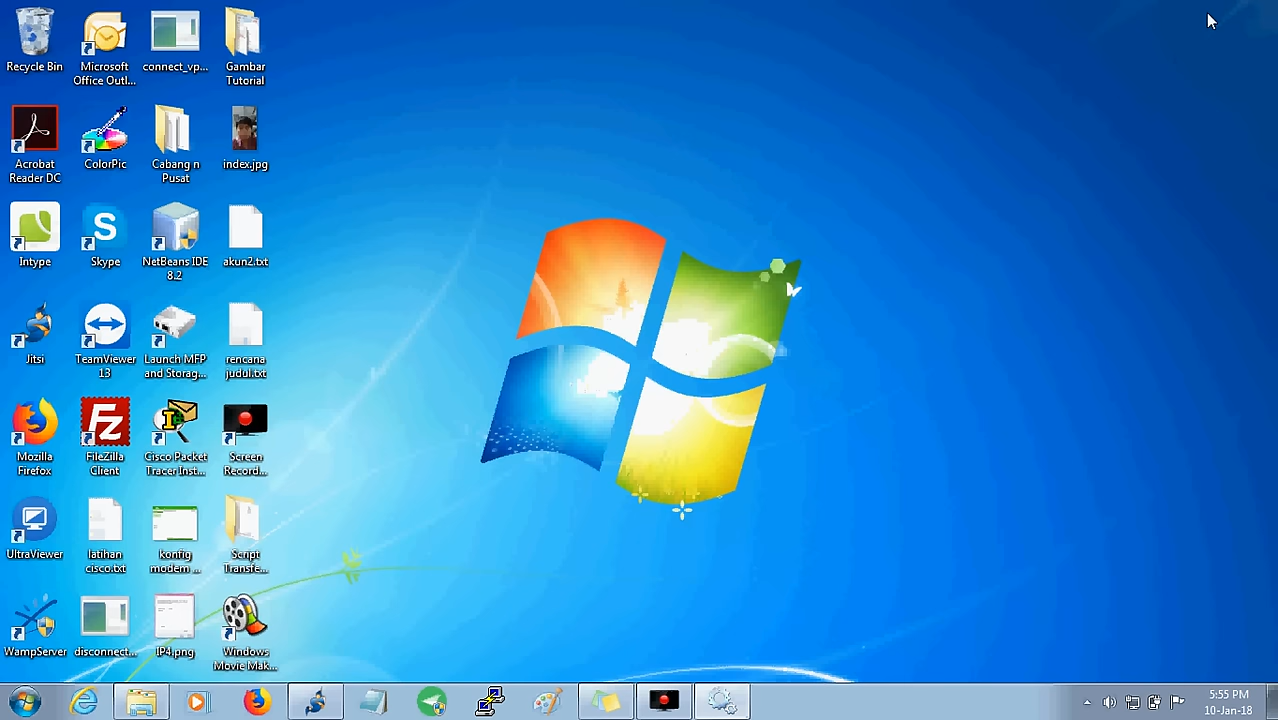 Recycle Bin
Microsoft
Office Outl...
connect_vp...
Gambar
Tutorial
Acrobat
Reader DC
ColorPic
Cabang n
Pusat
index.jpg
Intype
Skype
NetBeans IDE
8.2
akun2.txt
Jitsi
TeamViewer
13
Launch MFP
and Storag...
rencana
judul.txt
Mozilla
Firefox
FileZilla
Client
Cisco Packet
Tracer Inst...
Screen
Record...
UltraViewer
latihan
cisco.txt
konfig
modem ...
Script
Transfe...
WampServer
disconnect...
IP4.png
Windows
Movie Mak...
5:55 PM
10-Jan-18